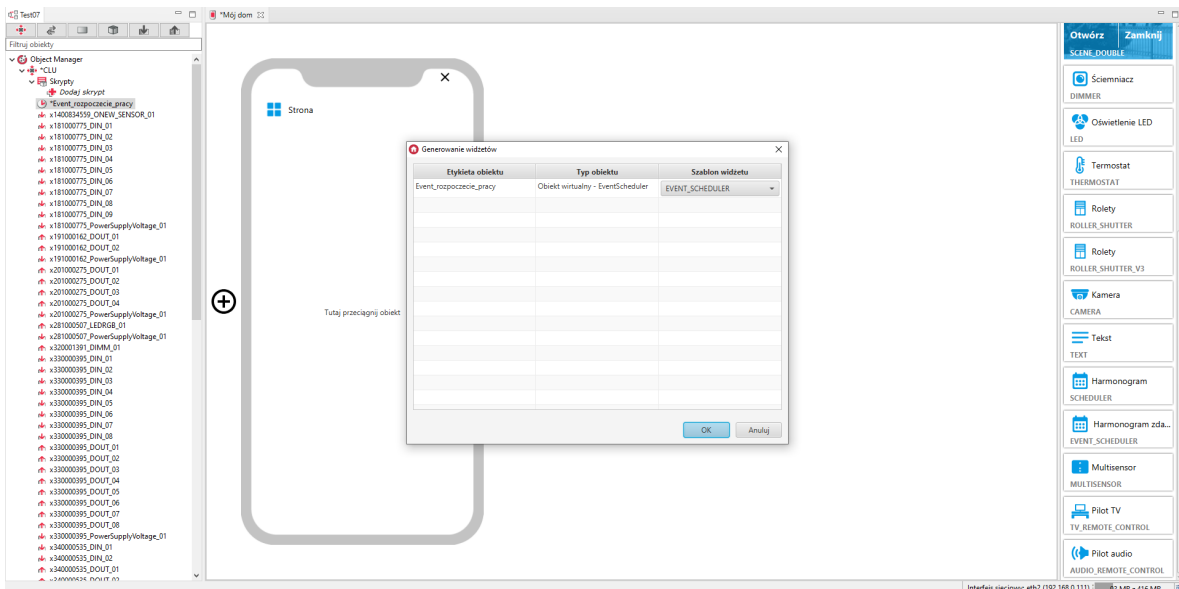 Test07
*Mój dom
Filtruj obiekty
Object Manager
*CLU
Skrypty
Dodaj skrypt
*Event_rozpoczecie_pracy
x1400834559_ONEW_SENSOR_01
x181000775_DIN_01
x181000775_DIN_02
x181000775_DIN_03
x181000775_DIN_04
x181000775_DIN_05
x181000775_DIN_06
x181000775_DIN_07
x181000775_DIN_08
x181000775_DIN_09
x181000775_PowerSupplyVoltage_01
x191000162_DOUT_01
x191000162_DOUT_02
x191000162_PowerSupplyVoltage_01
x201000275_DOUT_01
x201000275_DOUT_02
x201000275_DOUT_03
x201000275_DOUT_04
x201000275_PowerSupplyVoltage_01
x281000507_LEDRGB_01
x281000507_PowerSupplyVoltage_01
x320001391_DIMM_01
x330000395_DIN_01
x330000395_DIN_02
x330000395_DIN_03
x330000395_DIN_04
x330000395_DIN_05
x330000395_DIN_06
x330000395_DIN_07
x330000395_DIN_08
x330000395_DOUT_01
x330000395_DOUT_02
x330000395_DOUT_03
x330000395_DOUT_04
x330000395_DOUT_05
x330000395_DOUT_06
x330000395_DOUT_07
x330000395_DOUT_08
x330000395_PowerSupplyVoltage_01
x340000535_DIN_01
x340000535_DIN_02
x340000535_DOUT_01
Strona
Tutaj przeciągnij obiekt
Generowanie widżetów
Etykieta obiektu Typ obiektu Szablon widżetu
Event_rozpoczecie_pracy Obiekt wirtualny - EventScheduler EVENT_SCHEDULER
OK Anuluj
Otwórz Zamknij
SCENE_DOUBLE
Ściemniacz
DIMMER
Oświetlenie LED
LED
Termostat
THERMOSTAT
Rolety
ROLLER_SHUTTER
Rolety
ROLLER_SHUTTER_V3
Kamera
CAMERA
Tekst
TEXT
Harmonogram
SCHEDULER
Harmonogram zda...
EVENT_SCHEDULER
Multisensor
MULTISENSOR
Pilot TV
TV_REMOTE_CONTROL
Pilot audio
AUDIO_REMOTE_CONTROL